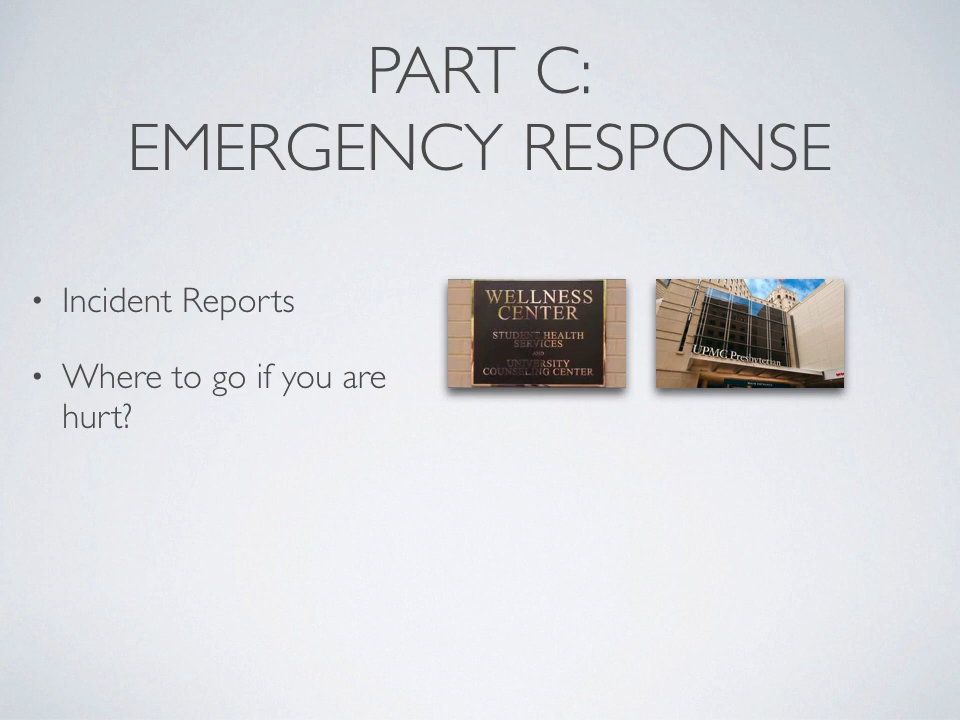 PART C:
EMERGENCY RESPONSE
• Incident Reports
• Where to go if you are
hurt?
WELLNESS
CENTER
STUDENT HEALTH
SERVICES
AND
UNIVERSITY
COUNSELING CENTER
UPMC Presbyterian